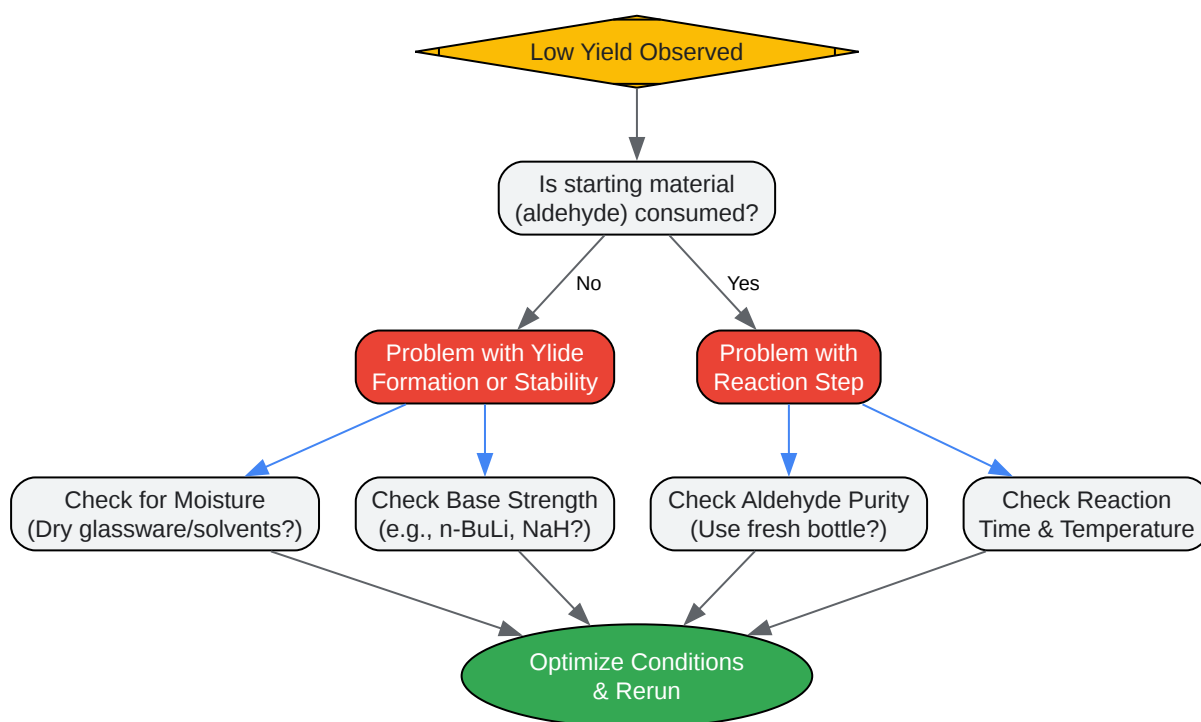 Low Yield Observed
Is starting material
(aldehyde) consumed?
No
Yes
Problem with Ylide
Formation or Stability
Problem with
Reaction Step
Check for Moisture
(Dry glassware/solvents?)
Check Base Strength
(e.g., n-BuLi, NaH?)
Check Aldehyde Purity
(Use fresh bottle?)
Check Reaction
Time & Temperature
Optimize Conditions
& Rerun